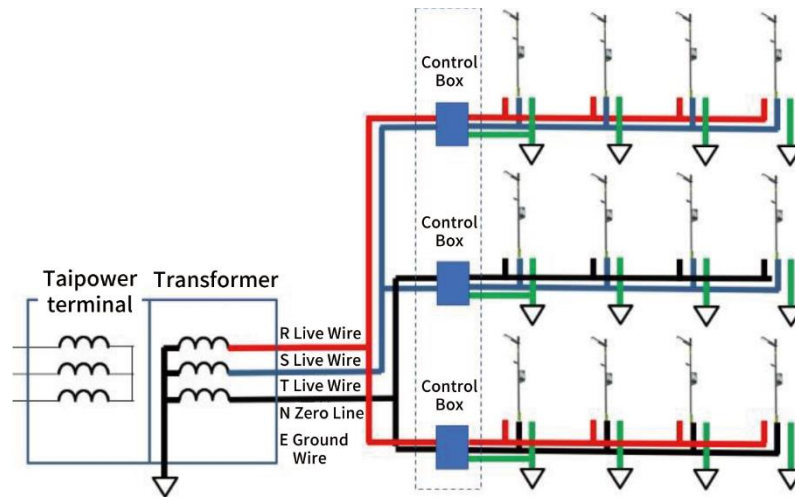 Control
Box
Control
Box
Taipower
terminal
Transformer
R Live Wire
S Live Wire
T Live Wire
N Zero Line
E Ground
Wire
Control
Box